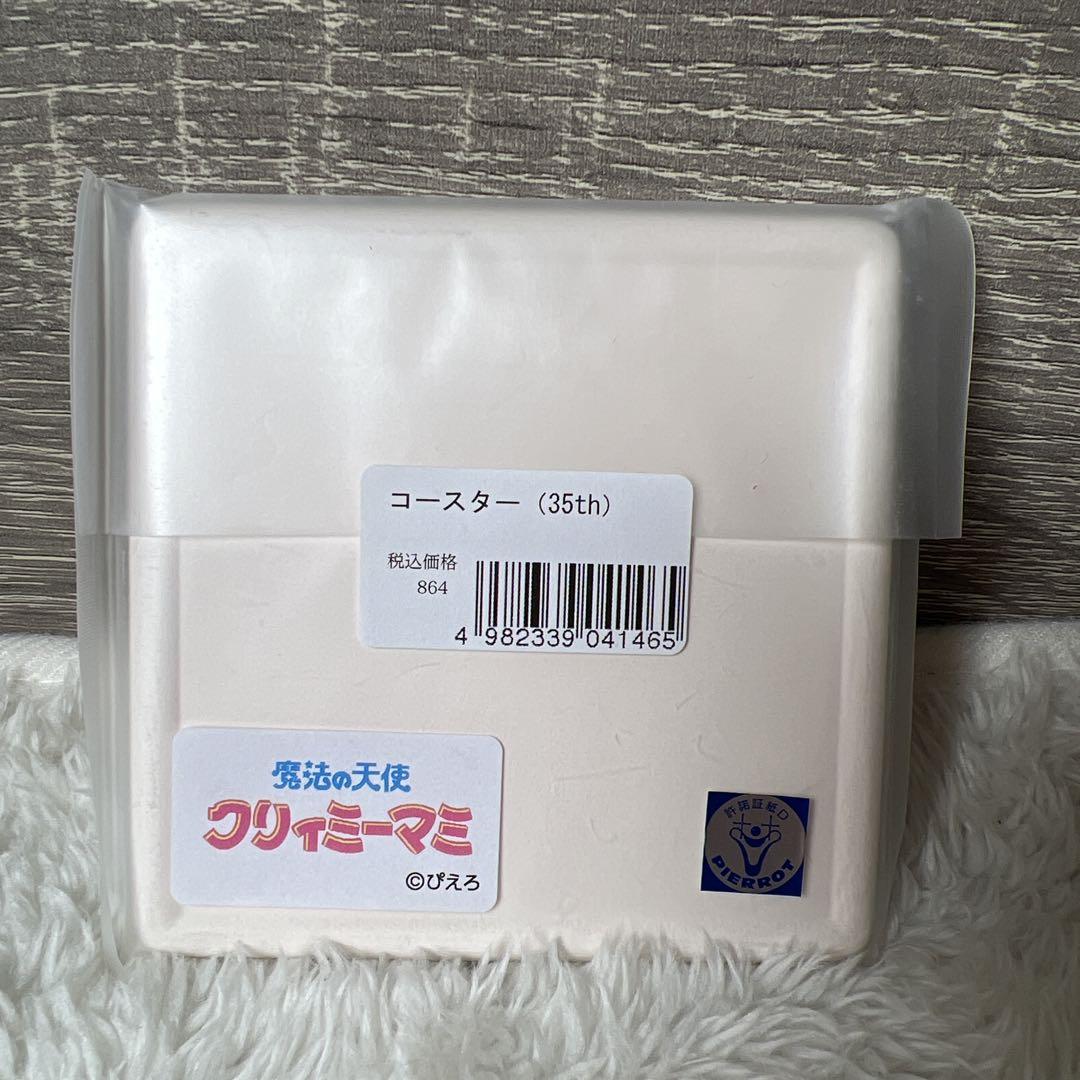 コースター (35th)
税込価格
864
4 982339 041465
魔法の天使
クリィミーマミ
©ぴえろ
許諾証紙D
PIERROT